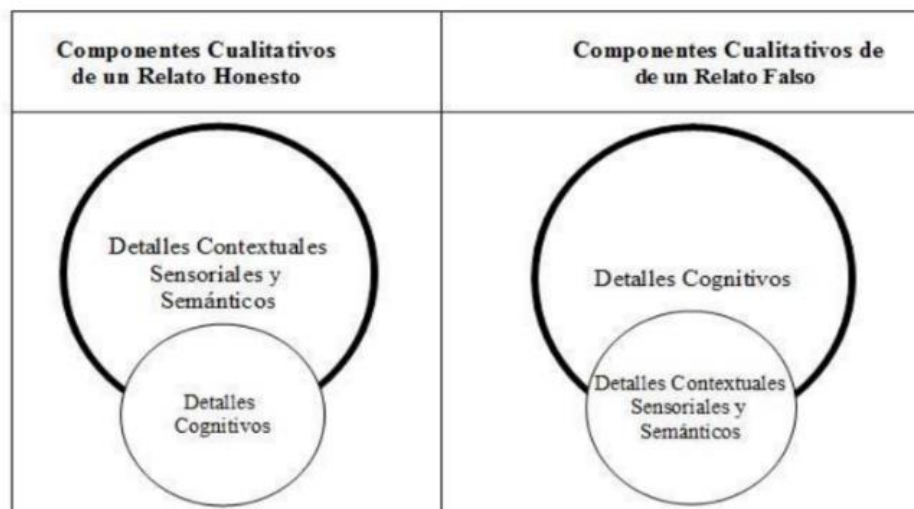 Componentes Cualitativos
de un Relato Honesto
Componentes Cualitativos de
de un Relato Falso
Detalles Contextuales
Sensoriales y
Semánticos
Detalles
Cognitivos
Detalles Cognitivos
Detalles Contextuales
Sensoriales y
Semánticos